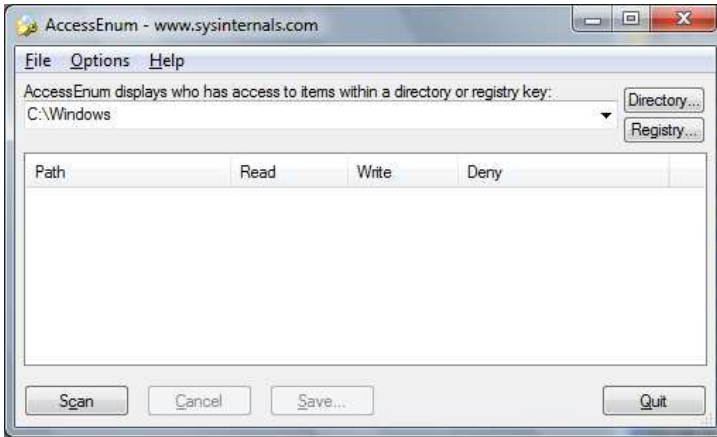 AccessEnum - www.sysinternals.com
File Options Help
AccessEnum displays who has access to items within a directory or registry key:
C:\Windows
Directory...
Registry...
Path Read Write Deny
Scan Cancel Save... Quit